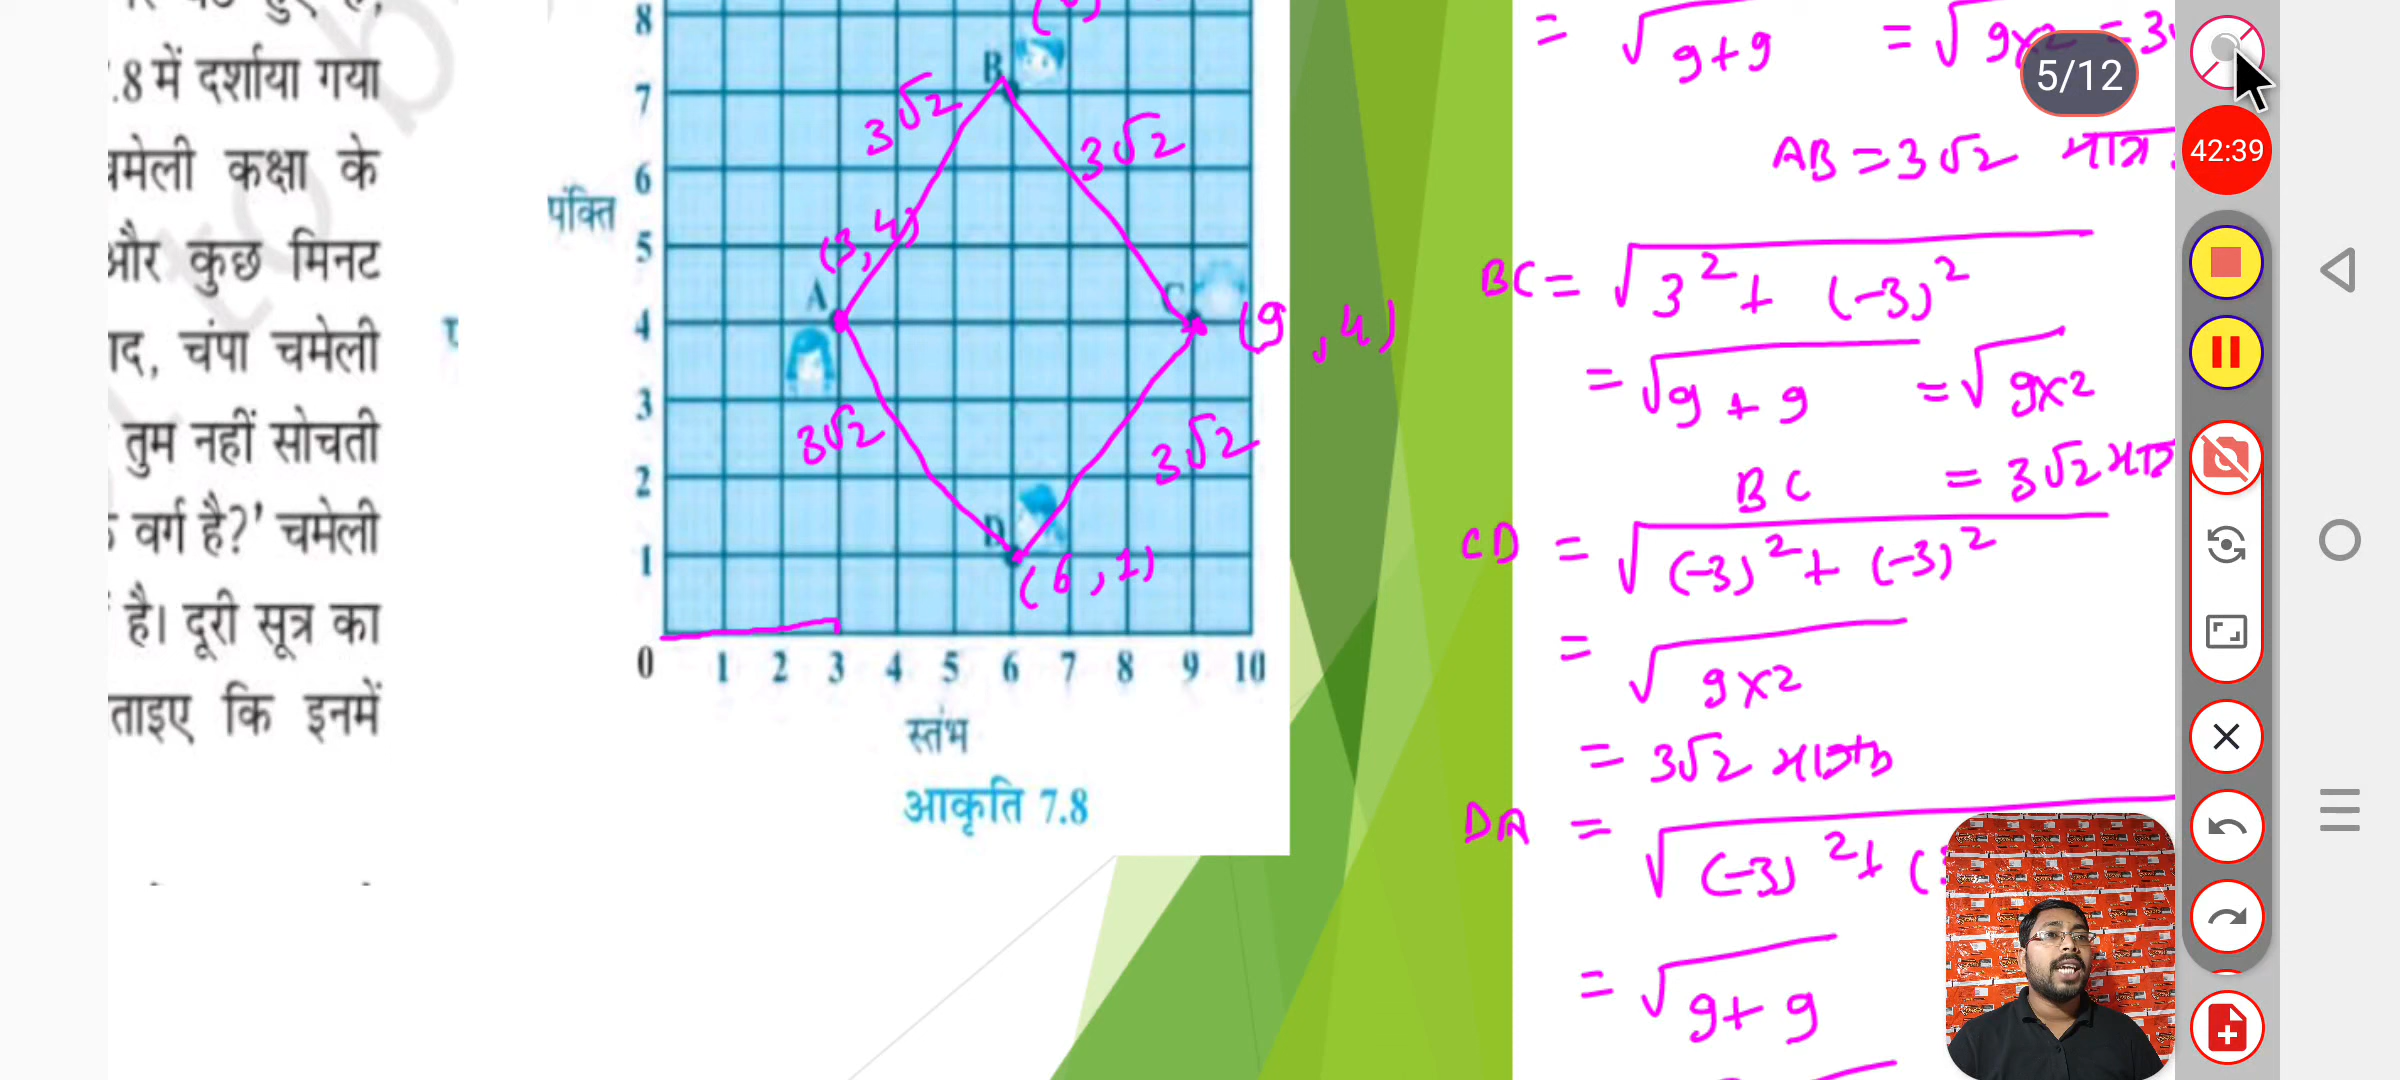 .8 में दर्शाया गया
चमेली कक्षा के
और कुछ मिनट
चंपा चमेली
तुम नहीं सोचती
वर्ग है?' चमेली
है। दूरी सूत्र का
कि इनमें
8
7
6
5
4
3
2
1
0 1 2 3 4 5 6 7 8 9 10
पंक्ति
स्तंभ
आकृति 7.8
B
3√2
3√2
(3,4)
A
C
(9,4)
3√2
3√2
D
(6,1)
= √9+9 = √9x2 = 3
AB = 3√2 मात्र
BC = √3²+ (-3)²
= √9+9 = √9x2
BC = 3√2
CD = √(-3)²+ (-3)²
= √9x2
= 3√2 मात्रक
DA = √(-3)²+ (
= √9+9
5/12
42:39